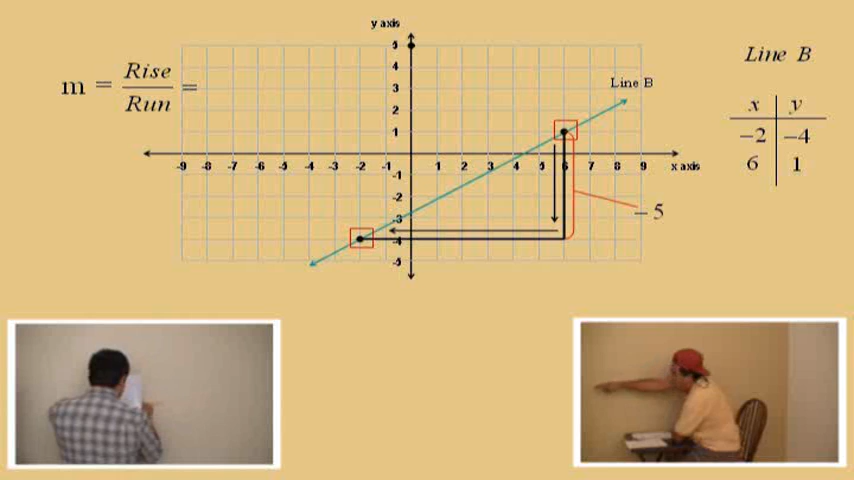 y axis
m = Rise
Run =
5
4
3
2
1
-9 -8 -7 -6 -5 -4 -3 -2 -1 1 2 3 4 5 6 7 8 9 x axis
-1
-2
-3
-4
-5
Line B
– 5
Line B
x y
−2 −4
6 1